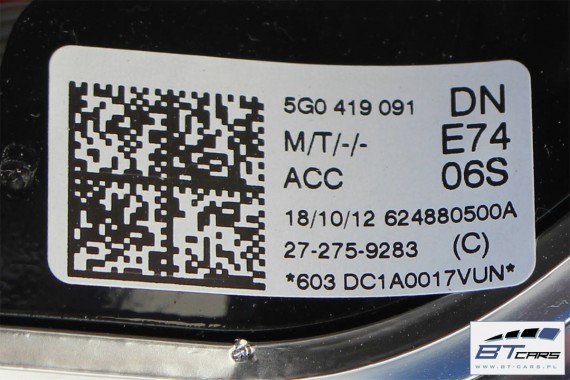 5G0 419 091 DN
M/T/-/- E74
ACC 06S
18/10/12 624880500A
27-275-9283 (C)
*603 DC1A0017VUN*
BT CARS
WWW.BT-CARS.PL